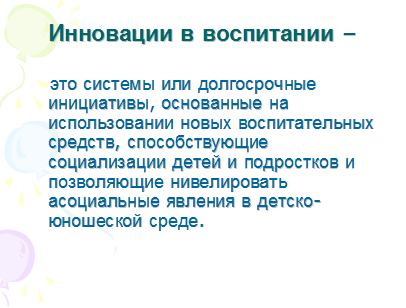 Инновации в воспитании –
это системы или долгосрочные
инициативы, основанные на
использовании новых воспитательных
средств, способствующие
социализации детей и подростков и
позволяющие нивелировать
асоциальные явления в детско-
юношеской среде.